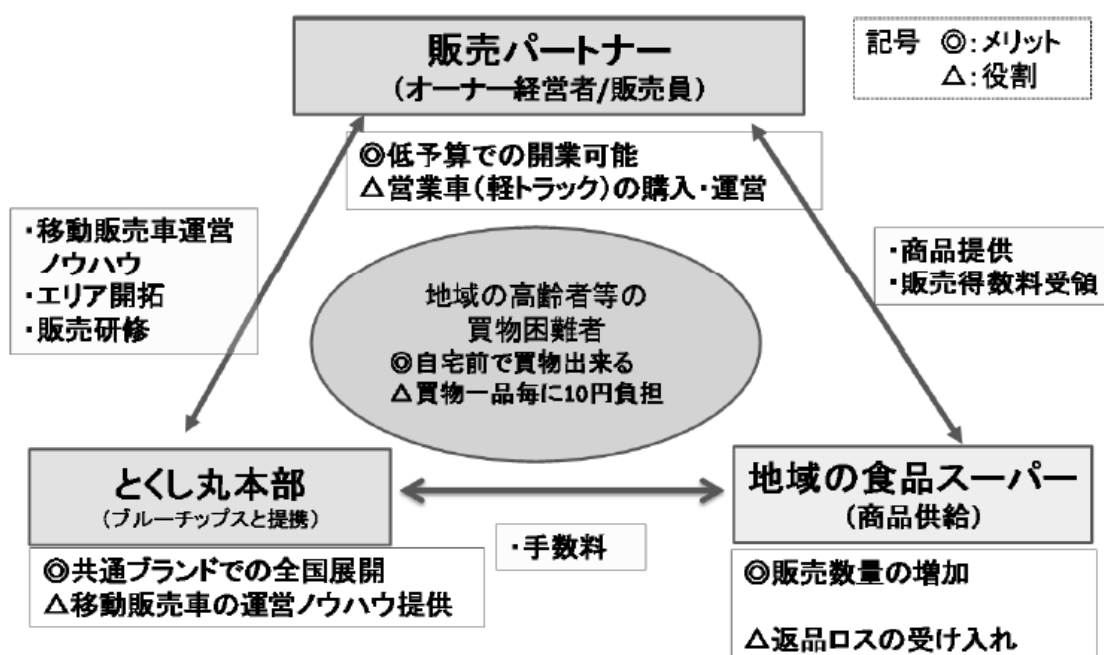 販売パートナー
(オーナー経営者/販売員)
記号 ◎:メリット
△:役割
◎低予算での開業可能
△営業車(軽トラック)の購入・運営
・移動販売車運営
ノウハウ
・エリア開拓
・販売研修
・商品提供
・販売得数料受領
地域の高齢者等の
買物困難者
◎自宅前で買物出来る
△買物一品毎に10円負担
とくし丸本部
(ブルーチップスと提携)
地域の食品スーパー
(商品供給)
・手数料
◎共通ブランドでの全国展開
△移動販売車の運営ノウハウ提供
◎販売数量の増加
△返品ロスの受け入れ